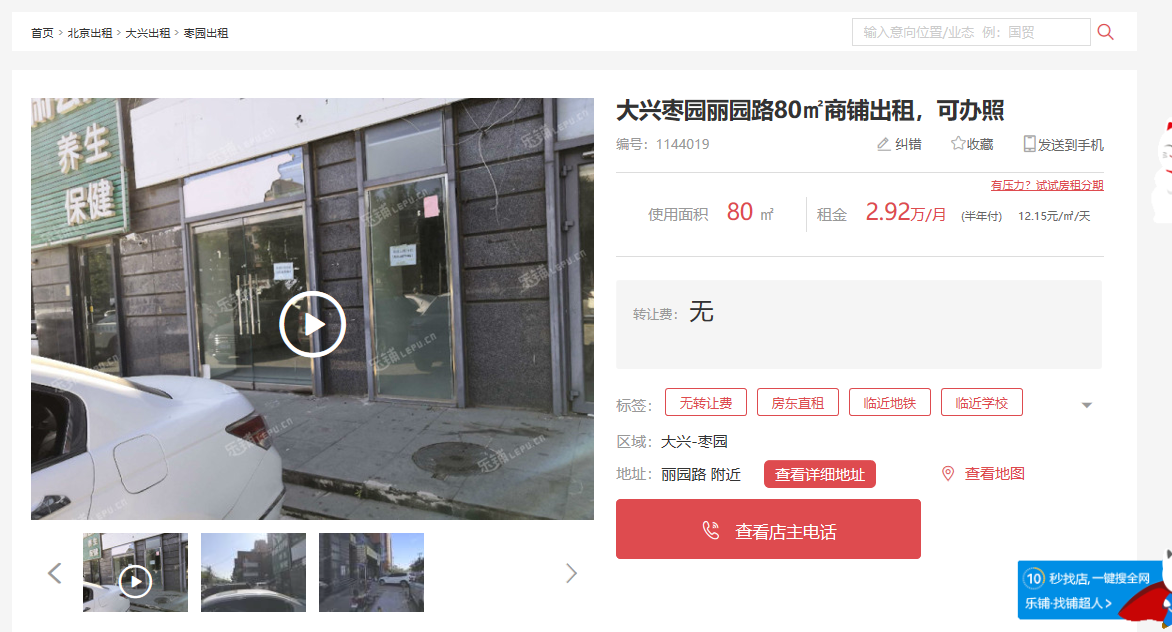 首页 > 北京出租 > 大兴出租 > 枣园出租
输入意向位置/业态 例：国贸
养生
保健
乐铺LEPU.CN
大兴枣园丽园路80㎡商铺出租，可办照
编号：1144019
纠错
收藏
发送到手机
有压力？试试房租分期
使用面积 80 ㎡
租金 2.92万/月 (半年付) 12.15元/㎡/天
转让费：无
标签： 无转让费 房东直租 临近地铁 临近学校
区域：大兴-枣园
地址：丽园路 附近 查看详细地址 查看地图
查看店主电话
10 秒找店,一键搜全网
乐铺·找铺超人>